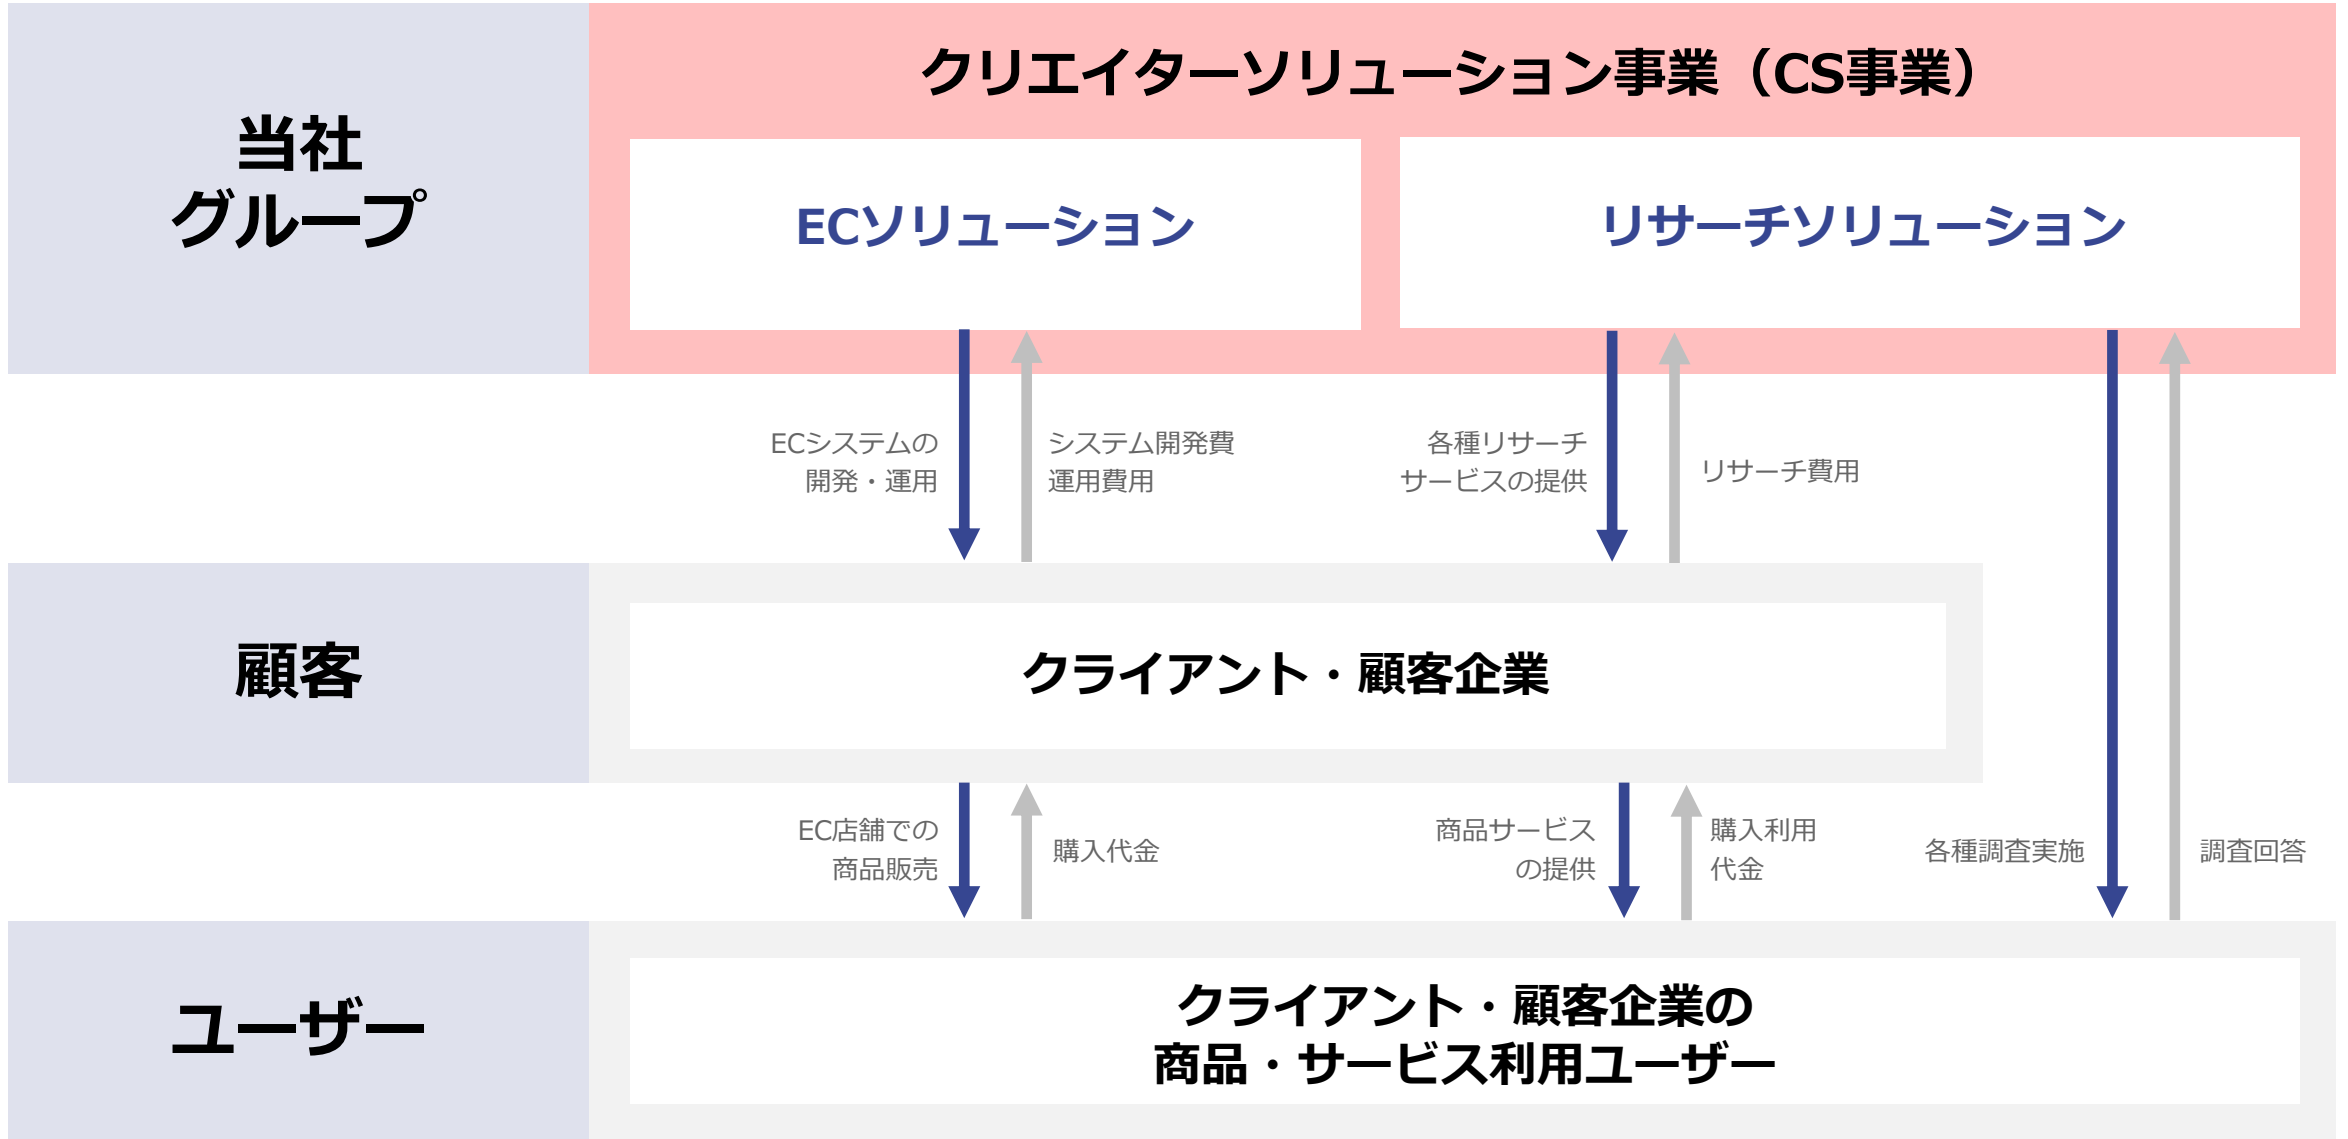 当社
グループ
クリエイターソリューション事業（CS事業）
ECソリューション
リサーチソリューション
ECシステムの
開発・運用
システム開発費
運用費用
各種リサーチ
サービスの提供
リサーチ費用
顧客
クライアント・顧客企業
EC店舗での
商品販売
購入代金
商品サービス
の提供
購入利用
代金
各種調査実施
調査回答
ユーザー
クライアント・顧客企業の
商品・サービス利用ユーザー